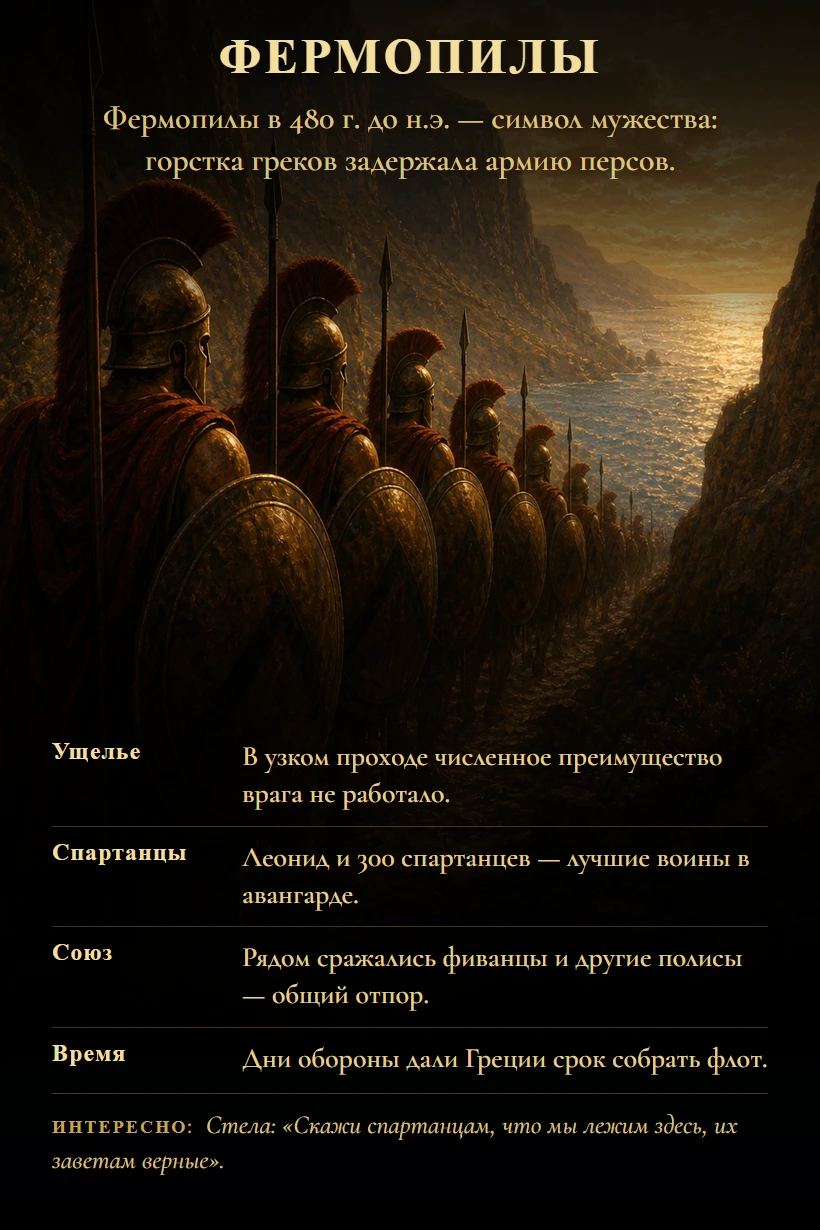 ФЕРМОПИЛЫ
Фермопилы в 480 г. до н.э. — символ мужества:
горстка греков задержала армию персов.
Ущелье
В узком проходе численное преимущество
врага не работало.
Спартанцы
Леонид и 300 спартанцев — лучшие воины в
авангарде.
Союз
Рядом сражались фиванцы и другие полисы
— общий отпор.
Время
Дни обороны дали Греции срок собрать флот.
ИНТЕРЕСНО: Стела: «Скажи спартанцам, что мы лежим здесь, их
заветам верные».